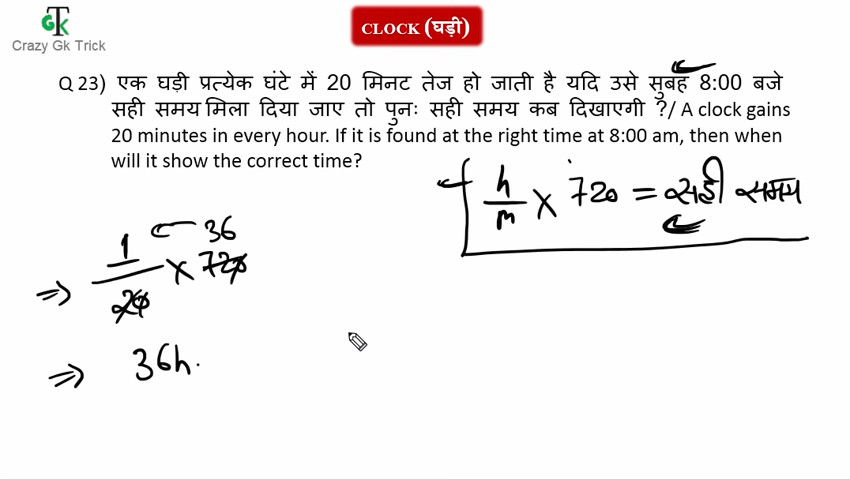 GTK
Crazy Gk Trick
CLOCK (घड़ी)
Q 23) एक घड़ी प्रत्येक घंटे में 20 मिनट तेज हो जाती है यदि उसे सुबह 8:00 बजे
सही समय मिला दिया जाए तो पुनः सही समय कब दिखाएगी ?/ A clock gains
20 minutes in every hour. If it is found at the right time at 8:00 am, then when
will it show the correct time?
h/m × 720 = सही समय
36
⇒ 1/20 × 720
⇒ 36h.